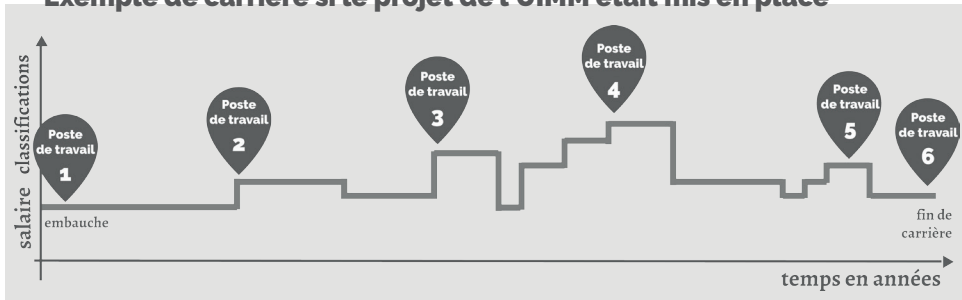 Exemple de carrière si le projet de l'UIMM était mis en place
salaire classifications
Poste
de travail
1
Poste
de travail
2
Poste
de travail
3
Poste
de travail
4
Poste
de travail
5
Poste
de travail
6
embauche
fin de
carrière
temps en années